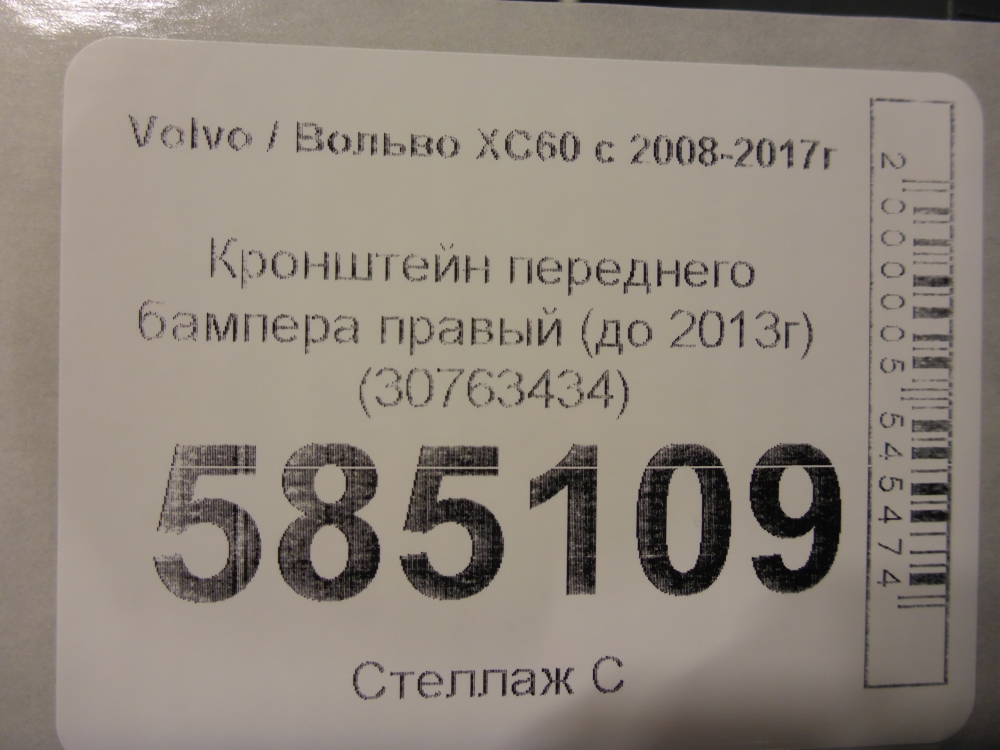 Volvo / Вольво XC60 с 2008-2017г
Кронштейн переднего
бампера правый (до 2013г)
(30763434)
585109
Стеллаж С
2000005545474